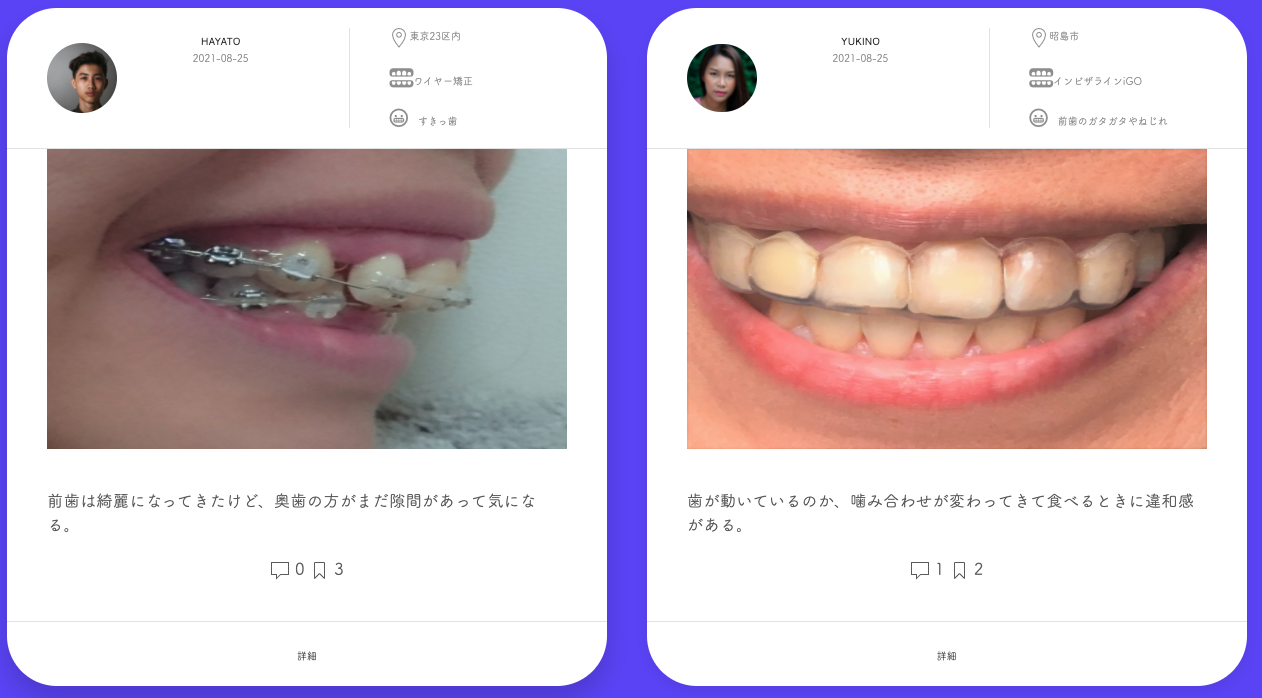 HAYATO
2021-08-25
東京23区内
ワイヤー矯正
すきっ歯
前歯は綺麗になってきたけど、奥歯の方がまだ隙間があって気にな
る。
0 3
詳細
YUKINO
2021-08-25
昭島市
インビザラインiGO
前歯のガタガタやねじれ
歯が動いているのか、噛み合わせが変わってきて食べるときに違和感
がある。
1 2
詳細